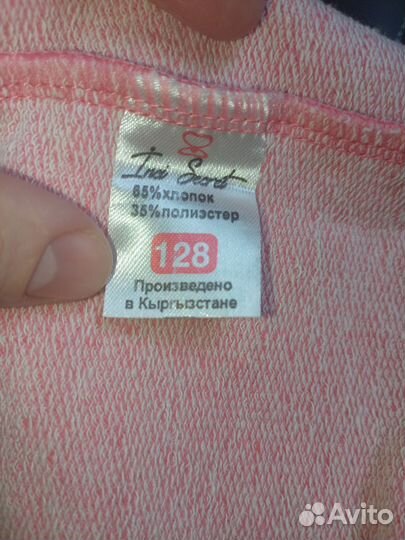 65%хлопок
35%полиэстер
128
Произведено
в Кыргызстане
Avito